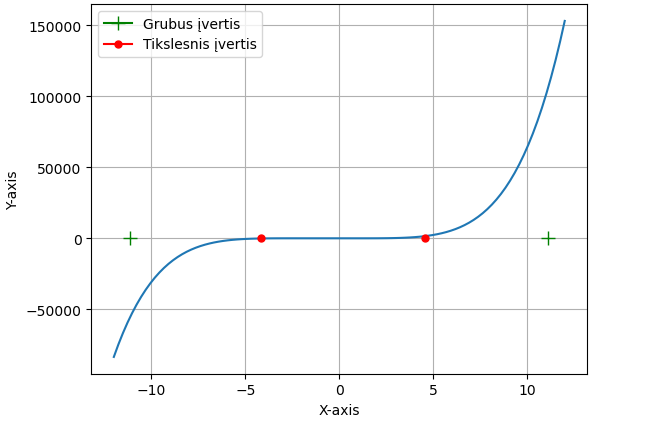 Grubus įvertis
Tikslesnis įvertis
150000
100000
50000
0
−50000
Y-axis
−10
−5
0
5
10
X-axis